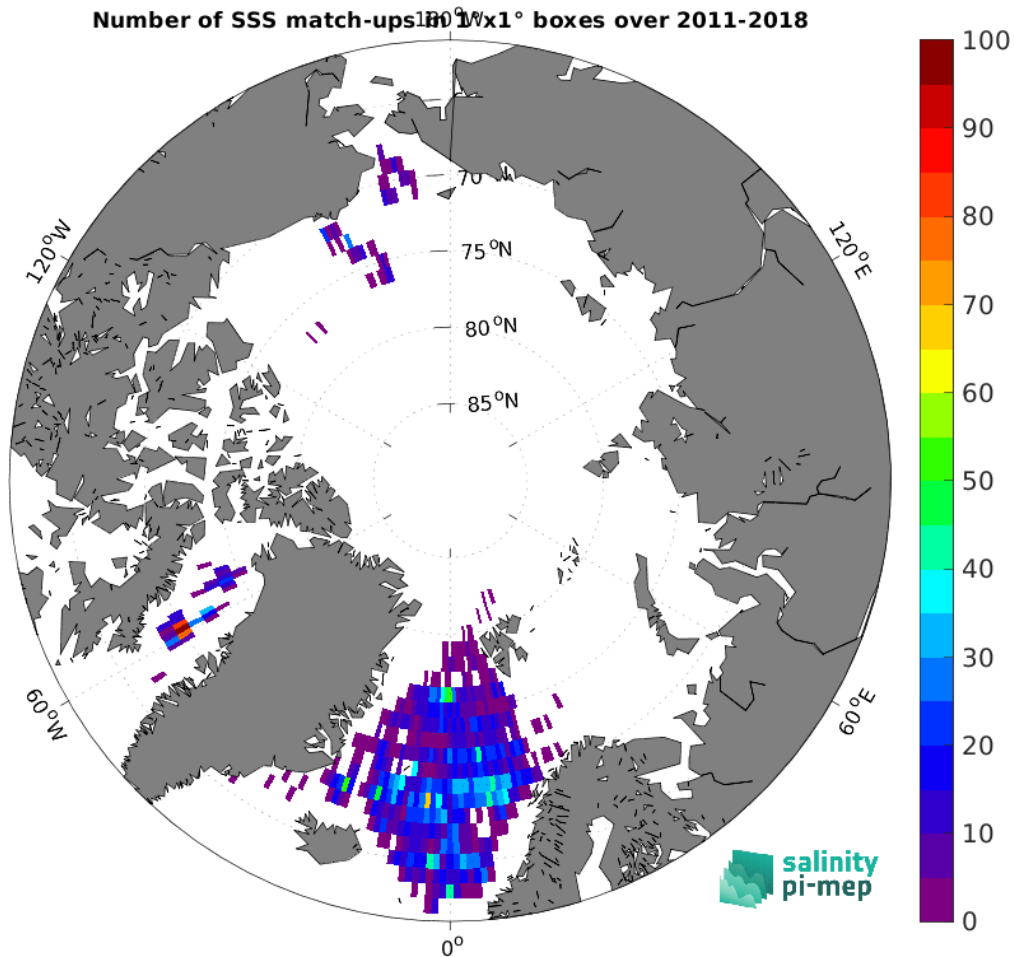 Number of SSS match-ups in 1°x1° boxes over 2011-2018
180°W
100
90
80
70
60
50
40
30
20
10
0
120°W
120°E
70°N
75°N
80°N
85°N
60°W
60°E
0°
salinity
pi-mep